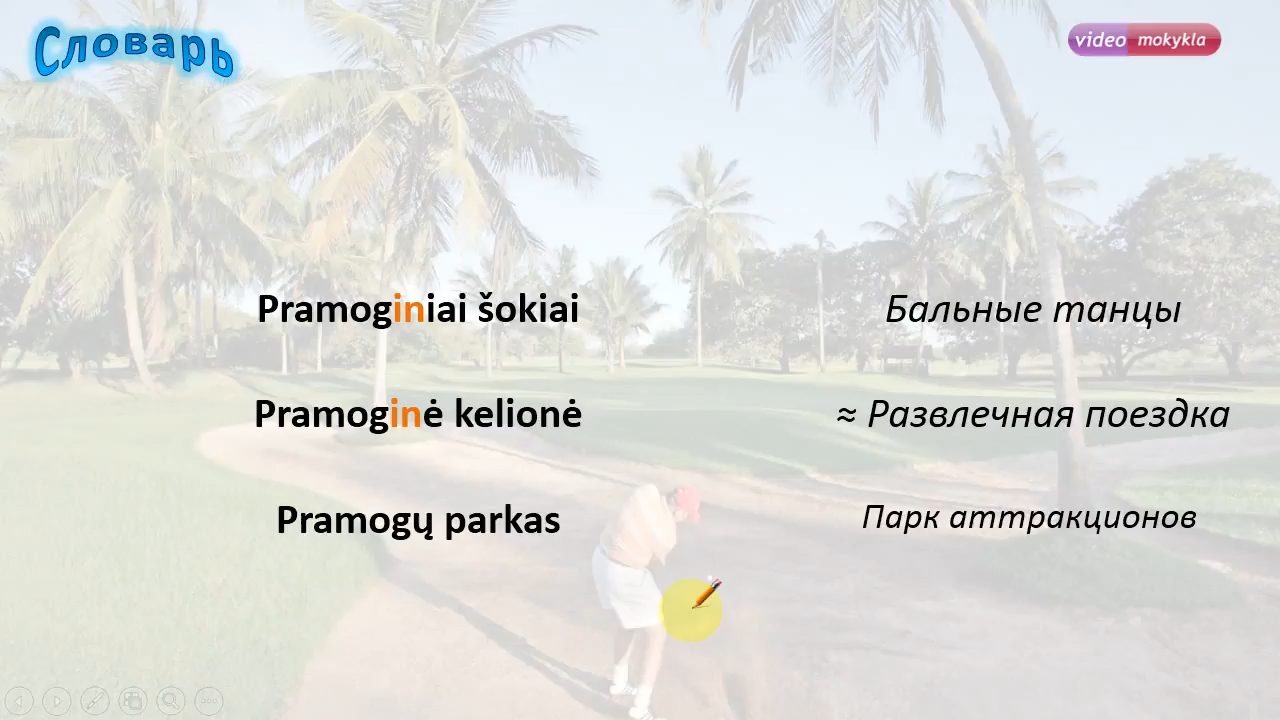 Словарь
video mokykla
Pramoginiai šokiai
Бальные танцы
Pramoginė kelionė
≈ Развлечная поездка
Pramogų parkas
Парк аттракционов